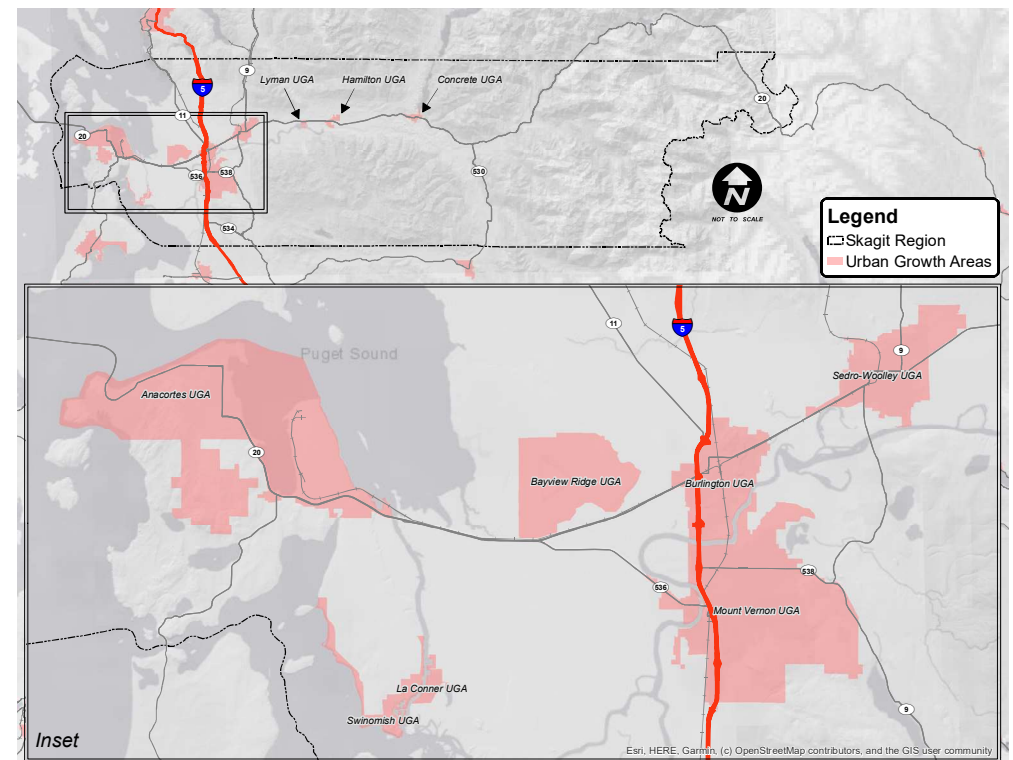 9
Lyman UGA
Hamilton UGA
Concrete UGA
5
20
11
20
536
538
530
N
NOT TO SCALE
534
Legend
Skagit Region
Urban Growth Areas
11
5
Puget Sound
9
Sedro-Woolley UGA
Anacortes UGA
20
Bayview Ridge UGA
Burlington UGA
538
536
Mount Vernon UGA
La Conner UGA
9
Swinomish UGA
Inset
Esri, HERE, Garmin, (c) OpenStreetMap contributors, and the GIS user community